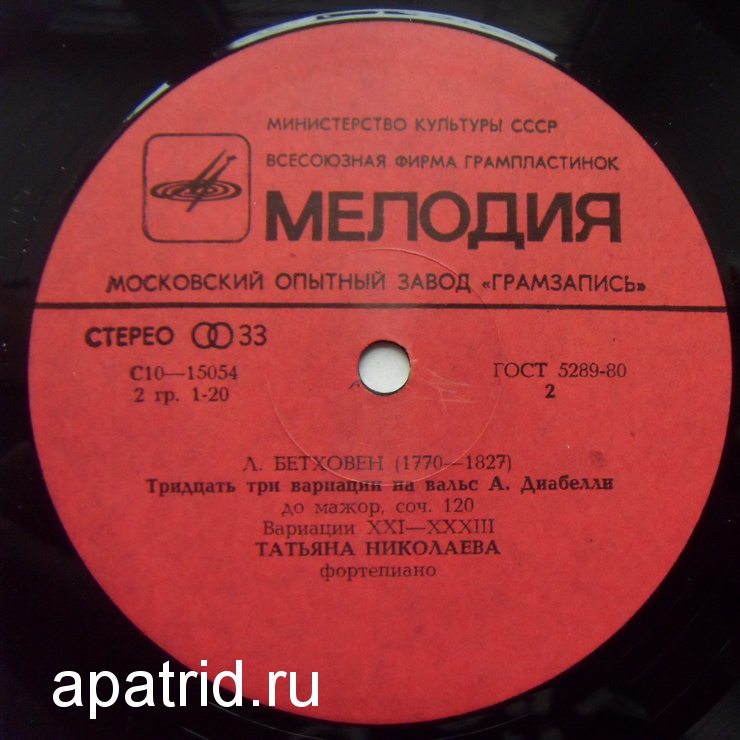 МИНИСТЕРСТВО КУЛЬТУРЫ СССР
ВСЕСОЮЗНАЯ ФИРМА ГРАМПЛАСТИНОК
МЕЛОДИЯ
МОСКОВСКИЙ ОПЫТНЫЙ ЗАВОД «ГРАМЗАПИСЬ»
СТЕРЕО 33
С10—15054
ГОСТ 5289-80
2 гр. 1-20
2
Л. БЕТХОВЕН (1770—1827)
Тридцать три вариации на вальс А. Диабелли
до мажор, соч. 120
Вариации XXI—XXXIII
ТАТЬЯНА НИКОЛАЕВА
фортепиано
apatrid.ru